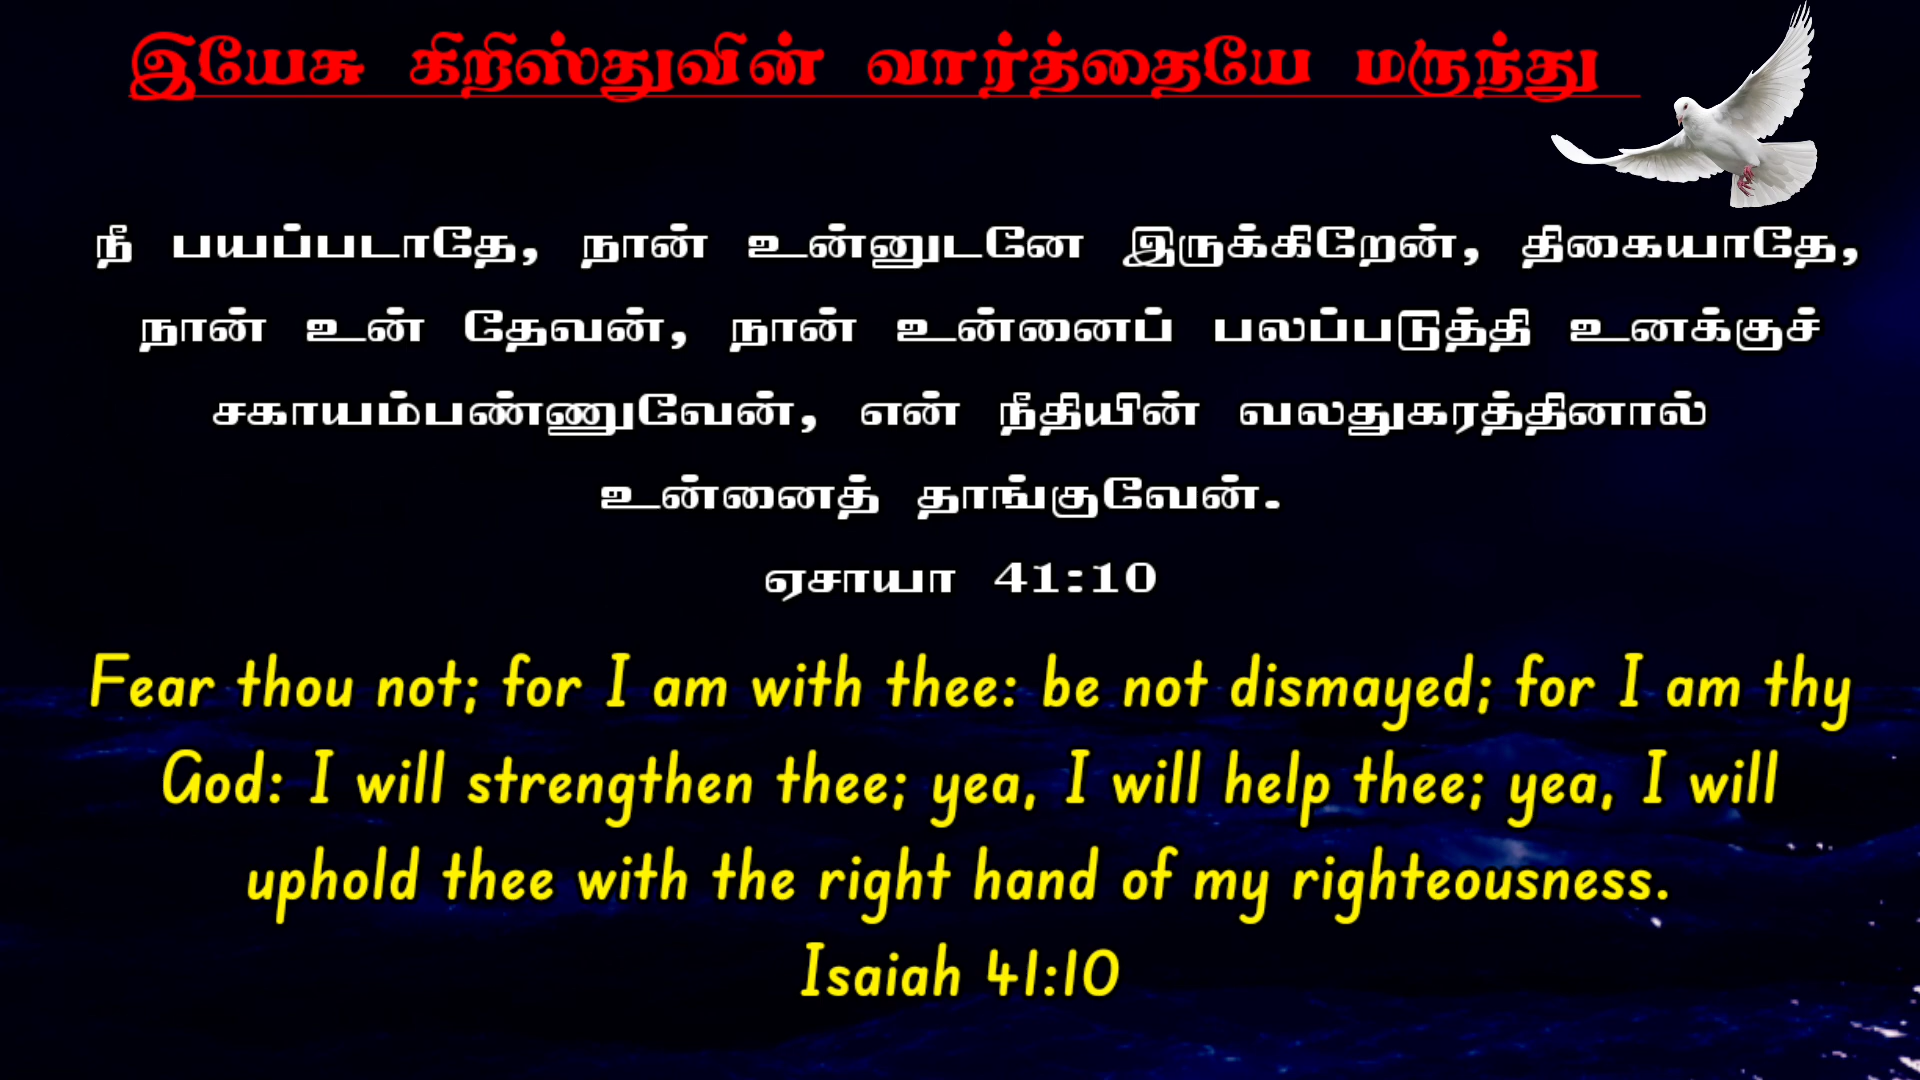 இயேசு கிறிஸ்துவின் வார்த்தையே மருந்து
நீ பயப்படாதே, நான் உன்னுடனே இருக்கிறேன், திகையாதே,
நான் உன் தேவன், நான் உன்னைப் பலப்படுத்தி உனக்குச்
சகாயம்பண்ணுவேன், என் நீதியின் வலதுகரத்தினால்
உன்னைத் தாங்குவேன்.
ஏசாயா 41:10
Fear thou not; for I am with thee: be not dismayed; for I am thy
God: I will strengthen thee; yea, I will help thee; yea, I will
uphold thee with the right hand of my righteousness.
Isaiah 41:10